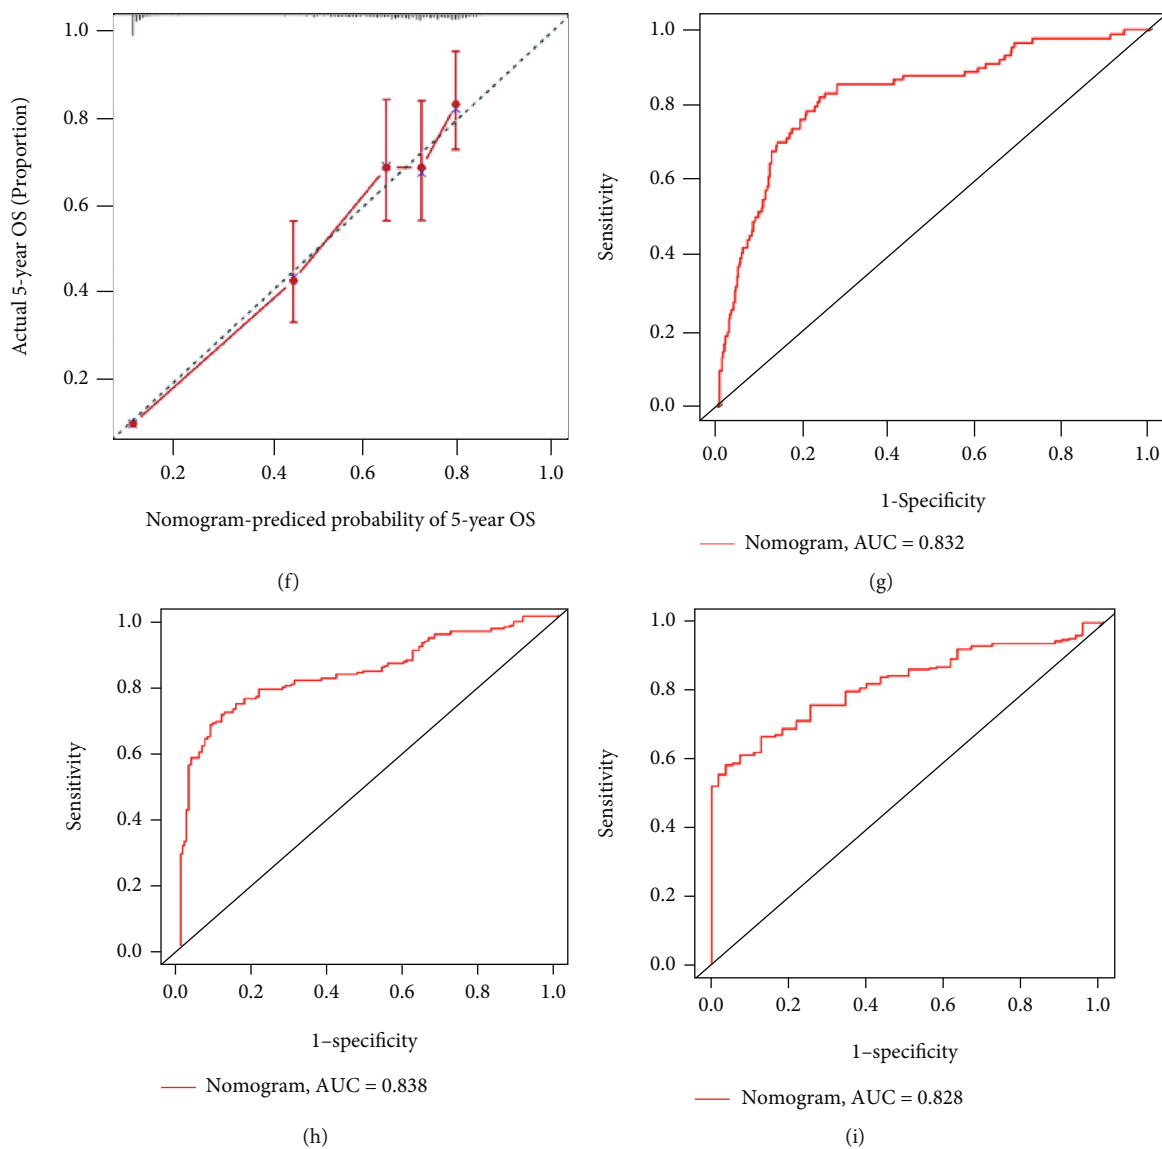 1.0
0.8
0.6
0.4
0.2
Actual 5-year OS (Proportion)
0.2 0.4 0.6 0.8 1.0
Nomogram-prediced probability of 5-year OS
(f)
1.0
0.8
0.6
0.4
0.2
0.0
Sensitivity
0.0 0.2 0.4 0.6 0.8 1.0
1-Specificity
Nomogram, AUC = 0.832
(g)
1.0
0.8
0.6
0.4
0.2
0.0
Sensitivity
0.0 0.2 0.4 0.6 0.8 1.0
1–specificity
Nomogram, AUC = 0.838
(h)
1.0
0.8
0.6
0.4
0.2
0.0
Sensitivity
0.0 0.2 0.4 0.6 0.8 1.0
1–specificity
Nomogram, AUC = 0.828
(i)